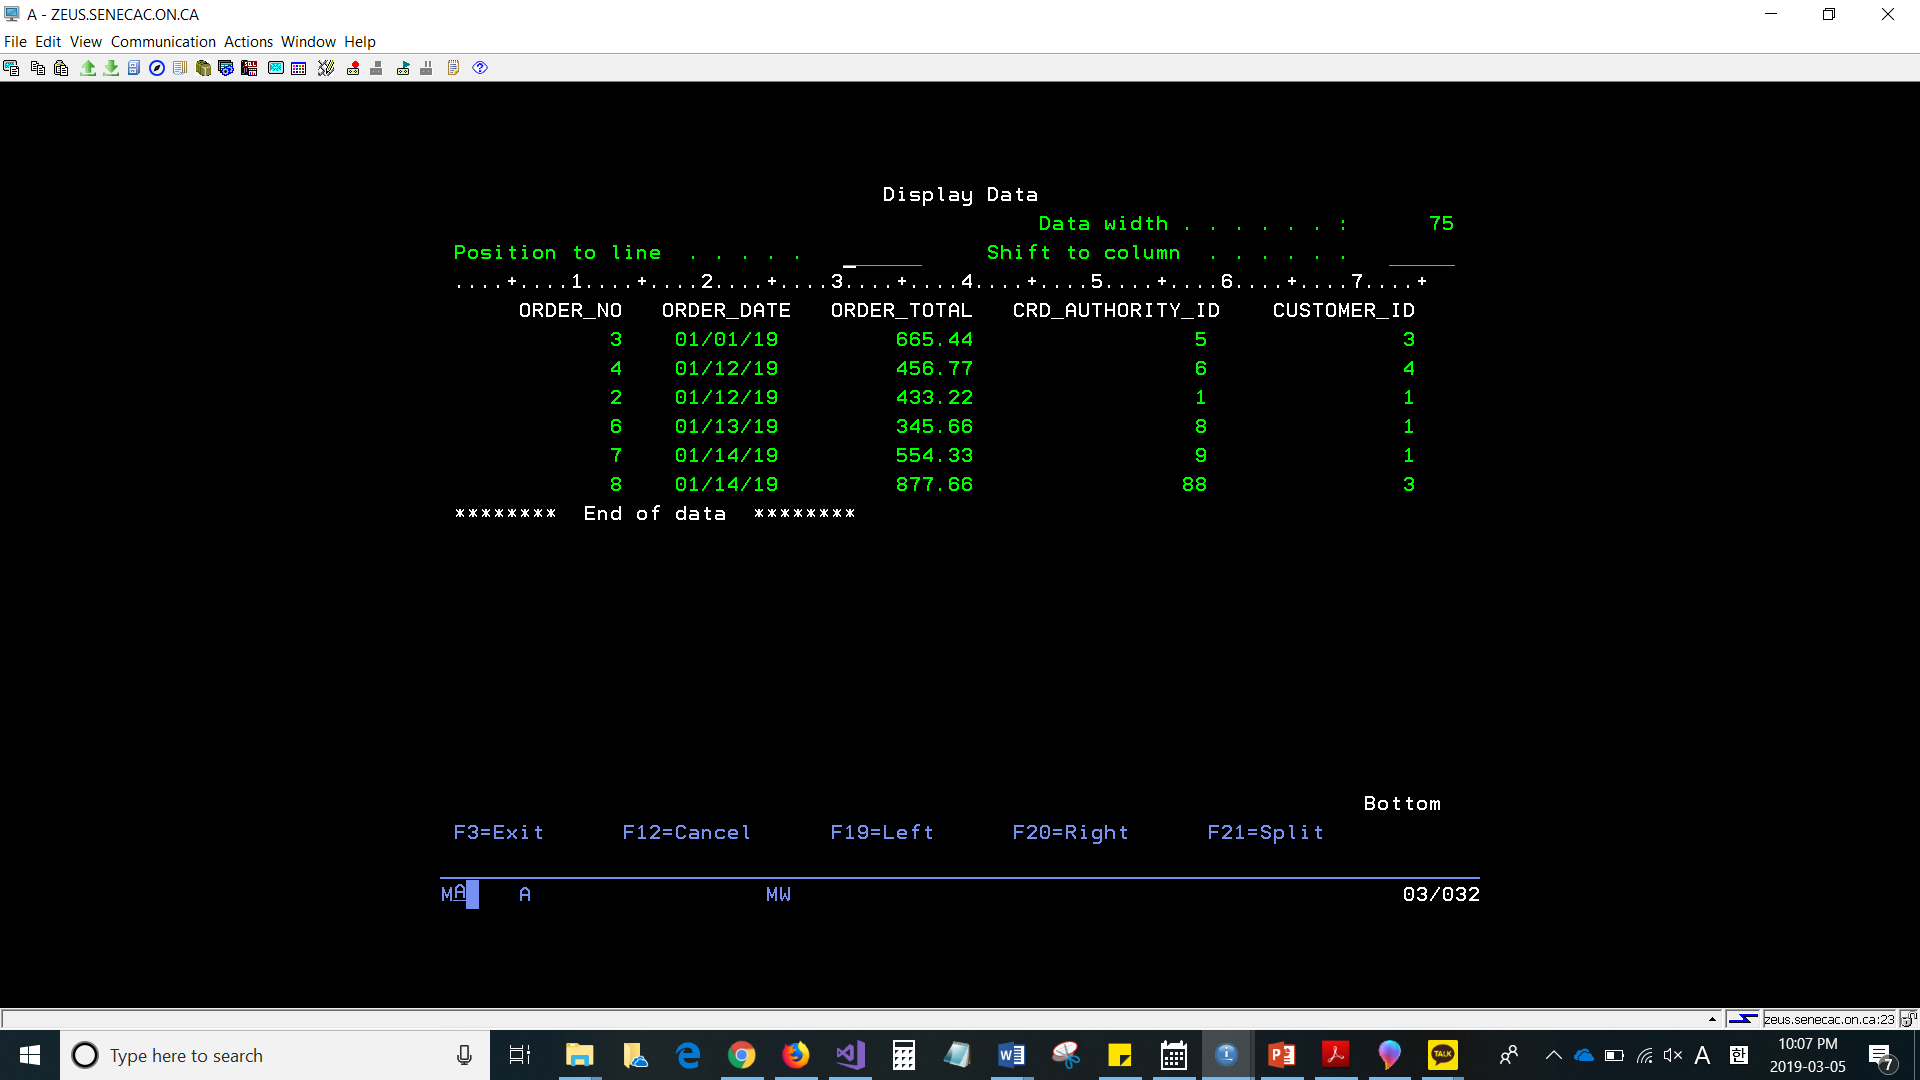 A - ZEUS.SENECAC.ON.CA
File Edit View Communication Actions Window Help
Display Data
Data width . . . . . . : 75
Position to line . . . . . Shift to column . . . . . .
....+....1....+....2....+....3....+....4....+....5....+....6....+....7....+
ORDER_NO ORDER_DATE ORDER_TOTAL CRD_AUTHORITY_ID CUSTOMER_ID
3 01/01/19 665.44 5 3
4 01/12/19 456.77 6 4
2 01/12/19 433.22 1 1
6 01/13/19 345.66 8 1
7 01/14/19 554.33 9 1
8 01/14/19 877.66 88 3
******** End of data ********
Bottom
F3=Exit F12=Cancel F19=Left F20=Right F21=Split
MA A MW 03/032
zeus.senecac.on.ca:23
Type here to search
TALK
A 한
10:07 PM
2019-03-05
7